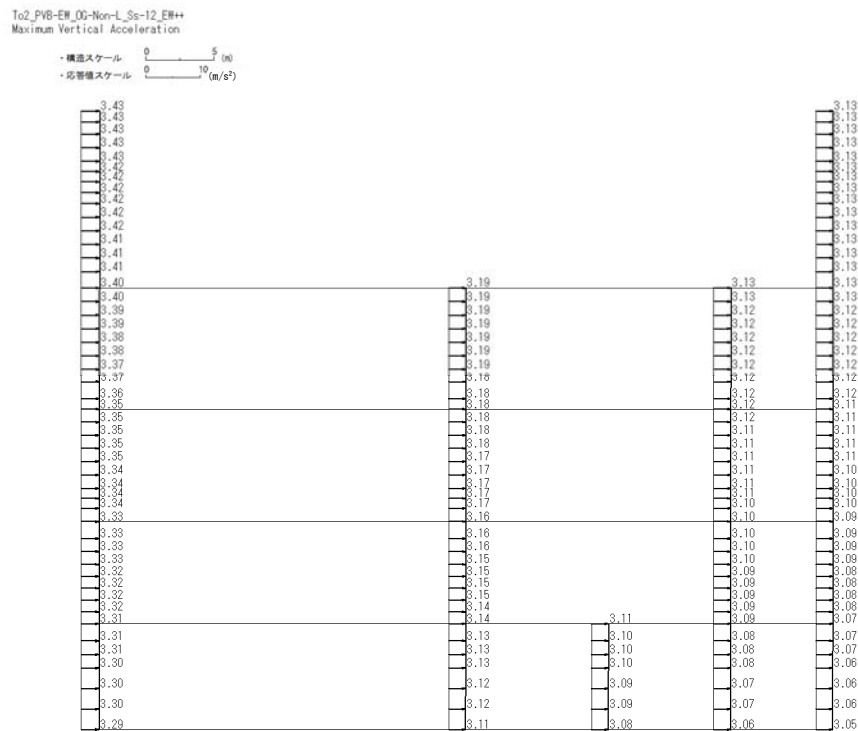 To2_PVB-EW_OG-Non-L_Ss-12_EW++
Maximum Vertical Acceleration
・構造スケール 0 5 (m)
・応答値スケール 0 10 (m/s²)
3.43 3.13
3.43 3.13
3.43 3.13
3.43 3.13
3.43 3.13
3.42 3.13
3.42 3.13
3.42 3.13
3.42 3.13
3.42 3.13
3.42 3.13
3.41 3.13
3.41 3.13
3.41 3.13
3.40 3.19 3.13 3.13
3.40 3.19 3.13 3.13
3.39 3.19 3.12 3.12
3.39 3.19 3.12 3.12
3.38 3.19 3.12 3.12
3.38 3.19 3.12 3.12
3.37 3.19 3.12 3.12
3.37 3.18 3.12 3.12
3.36 3.18 3.12 3.12
3.35 3.18 3.12 3.11
3.35 3.18 3.12 3.11
3.35 3.18 3.11 3.11
3.35 3.18 3.11 3.11
3.35 3.17 3.11 3.11
3.34 3.17 3.11 3.10
3.34 3.17 3.11 3.10
3.34 3.17 3.11 3.10
3.34 3.17 3.10 3.10
3.33 3.16 3.10 3.09
3.33 3.16 3.10 3.09
3.33 3.16 3.10 3.09
3.33 3.15 3.10 3.09
3.32 3.15 3.09 3.08
3.32 3.15 3.09 3.08
3.32 3.15 3.09 3.08
3.32 3.14 3.09 3.08
3.31 3.14 3.11 3.09 3.07
3.31 3.13 3.10 3.08 3.07
3.31 3.13 3.10 3.08 3.07
3.30 3.13 3.10 3.08 3.06
3.30 3.12 3.09 3.07 3.06
3.30 3.12 3.09 3.07 3.06
3.29 3.11 3.08 3.06 3.05